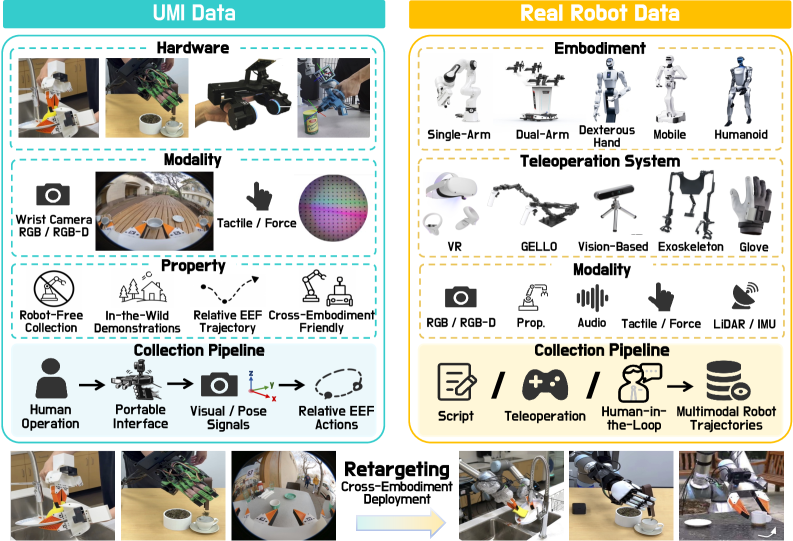 UMI Data
Hardware
Modality
Wrist Camera
RGB / RGB-D
Tactile / Force
Property
Robot-Free
Collection
In-the-Wild
Demonstrations
Relative EEF
Trajectory
Cross-Embodiment
Friendly
Collection Pipeline
Human
Operation
Portable
Interface
z
y
x
Visual / Pose
Signals
Relative EEF
Actions
Real Robot Data
Embodiment
Single-Arm
Dual-Arm
Dexterous
Hand
Mobile
Humanoid
Teleoperation System
VR
GELLO
Vision-Based
Exoskeleton
Glove
Modality
RGB / RGB-D
Prop.
Audio
Tactile / Force
LiDAR / IMU
Collection Pipeline
Script
/
Teleoperation
/
Human-in-
the-Loop
Multimodal Robot
Trajectories
Retargeting
Cross-Embodiment
Deployment